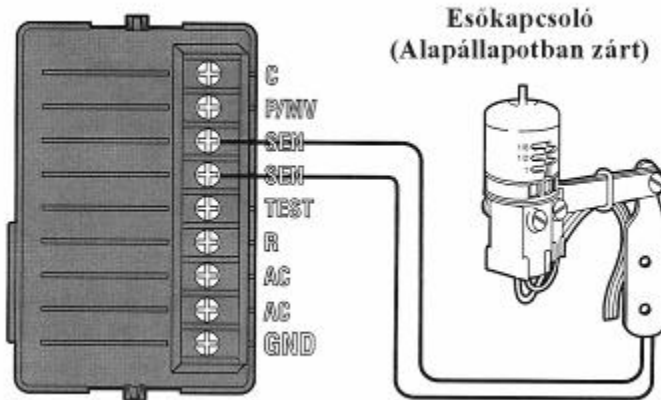 Esőkapcsoló
(Alapállapotban zárt)
C
P/MV
SEN
SEN
TEST
R
AC
AC
GND